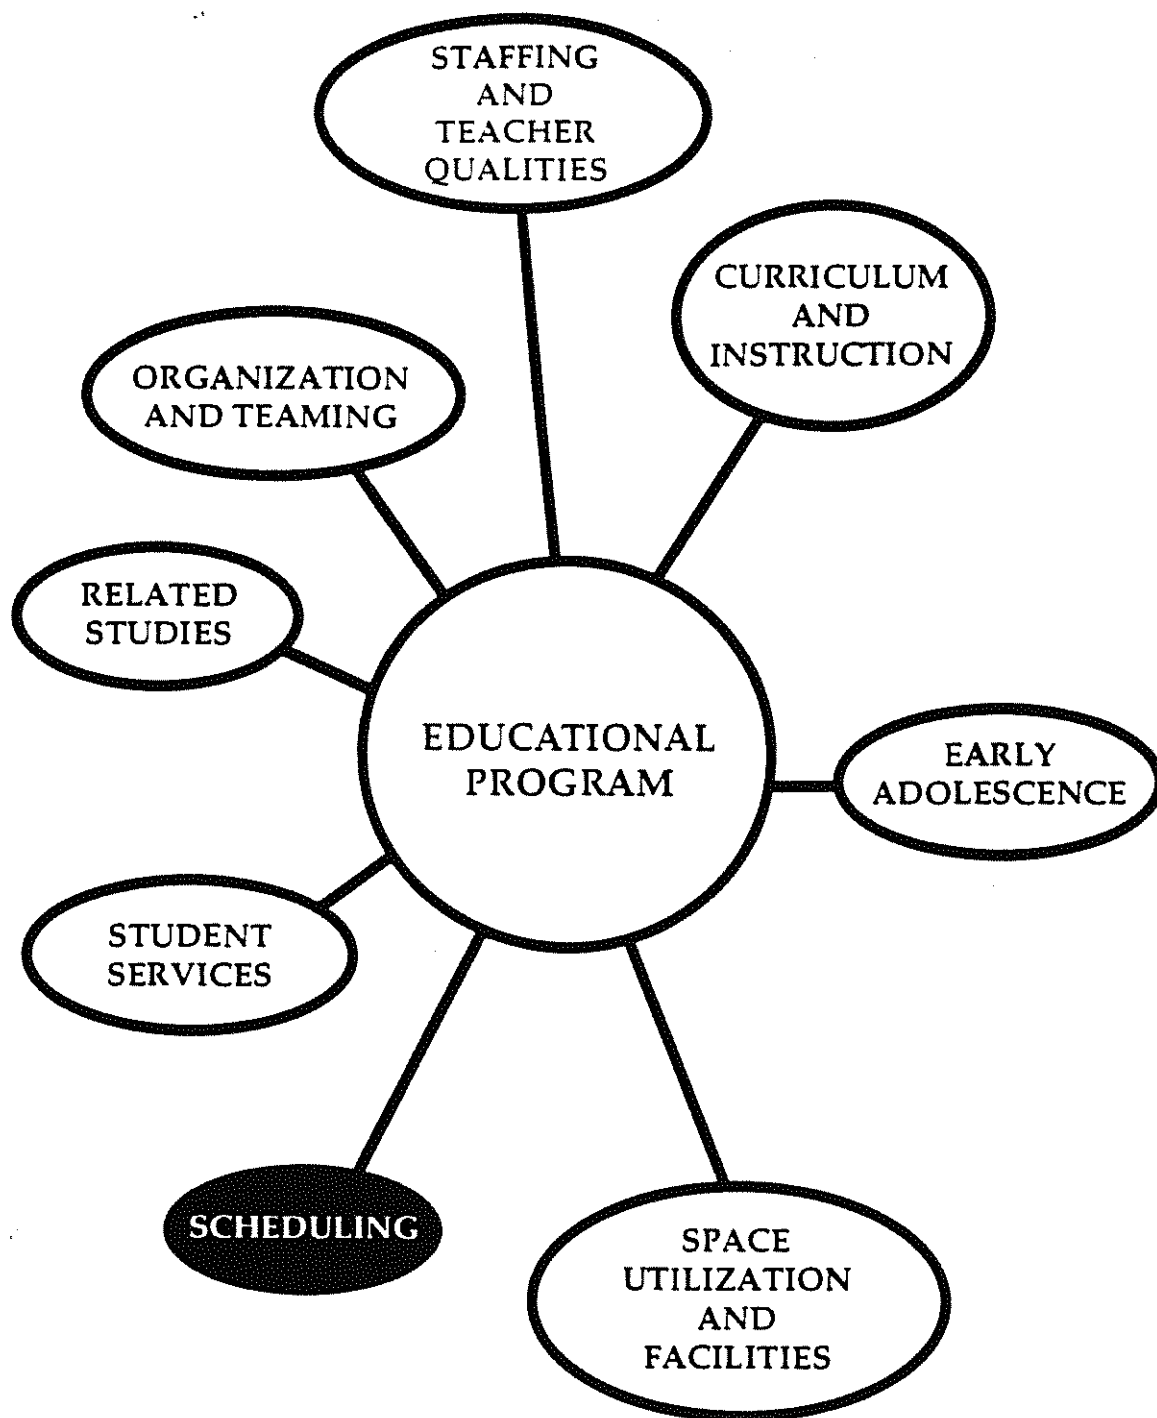 STAFFING
AND
TEACHER
QUALITIES
CURRICULUM
AND
INSTRUCTION
ORGANIZATION
AND TEAMING
RELATED
STUDIES
EDUCATIONAL
PROGRAM
EARLY
ADOLESCENCE
STUDENT
SERVICES
SCHEDULING
SPACE
UTILIZATION
AND
FACILITIES